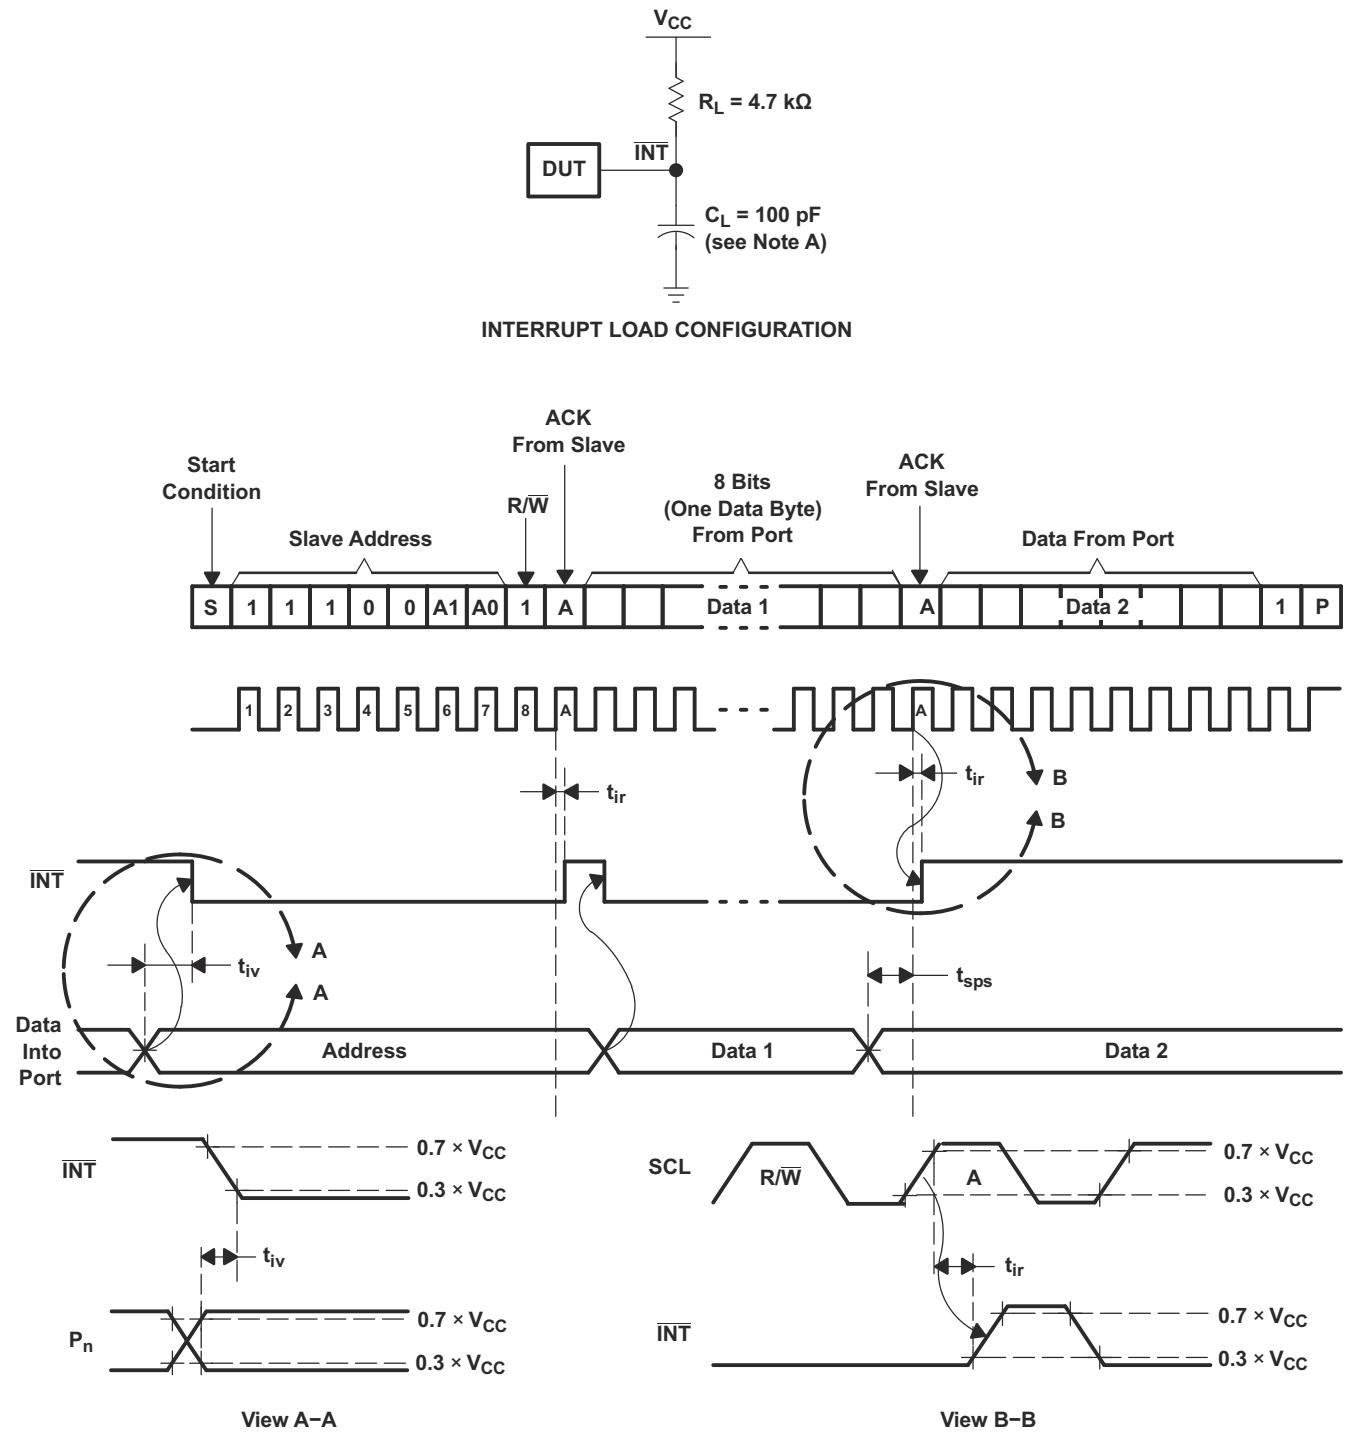 VCC
RL = 4.7 kΩ
INT
DUT
CL = 100 pF
(see Note A)
INTERRUPT LOAD CONFIGURATION
ACK
From Slave
Start
Condition
R/W
Slave Address
8 Bits
(One Data Byte)
From Port
ACK
From Slave
Data From Port
S 1 1 1 0 0 A1 A0 1 A Data 1 A Data 2 1 P
1 2 3 4 5 6 7 8 A A
tir
tir
B
B
INT
A
tiv
A
tsps
Data
Into
Port
Address
Data 1
Data 2
INT
0.7 × VCC
0.3 × VCC
tiv
Pn
0.7 × VCC
0.3 × VCC
View A–A
SCL
R/W
A
0.7 × VCC
0.3 × VCC
tir
INT
0.7 × VCC
0.3 × VCC
View B–B